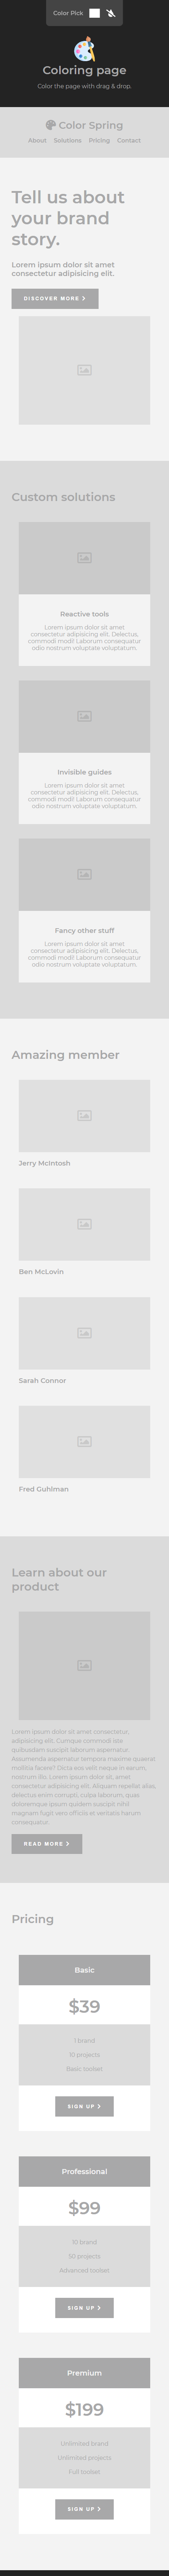 Color Pick
Coloring page
Color the page with drag & drop.
Color Spring
About Solutions Pricing Contact
Tell us about
your brand
story.
Lorem ipsum dolor sit amet
consectetur adipisicing elit.
DISCOVER MORE
Custom solutions
Reactive tools
Lorem ipsum dolor sit amet
consectetur adipisicing elit. Delectus,
commodi modi! Laborum consequatur
odio nostrum voluptate voluptatum.
Invisible guides
Lorem ipsum dolor sit amet
consectetur adipisicing elit. Delectus,
commodi modi! Laborum consequatur
odio nostrum voluptate voluptatum.
Fancy other stuff
Lorem ipsum dolor sit amet
consectetur adipisicing elit. Delectus,
commodi modi! Laborum consequatur
odio nostrum voluptate voluptatum.
Amazing member
Jerry McIntosh
Ben McLovin
Sarah Connor
Fred Guhlman
Learn about our
product
Lorem ipsum dolor sit amet consectetur,
adipisicing elit. Cumque commodi iste
quibusdam suscipit laborum aspernatur.
Assumenda aspernatur tempora maxime quaerat
mollitia facere? Dicta eos velit neque in earum,
nostrum illo. Lorem ipsum dolor sit amet,
consectetur adipisicing elit. Aliquam repellat alias,
delectus enim corrupti, culpa laborum, quas
doloremque ipsum quidem suscipit nihil
magnam fugit vero officiis et veritatis harum
consequatur.
READ MORE
Pricing
Basic
$39
1 brand
10 projects
Basic toolset
SIGN UP
Professional
$99
10 brand
50 projects
Advanced toolset
SIGN UP
Premium
$199
Unlimited brand
Unlimited projects
Full toolset
SIGN UP